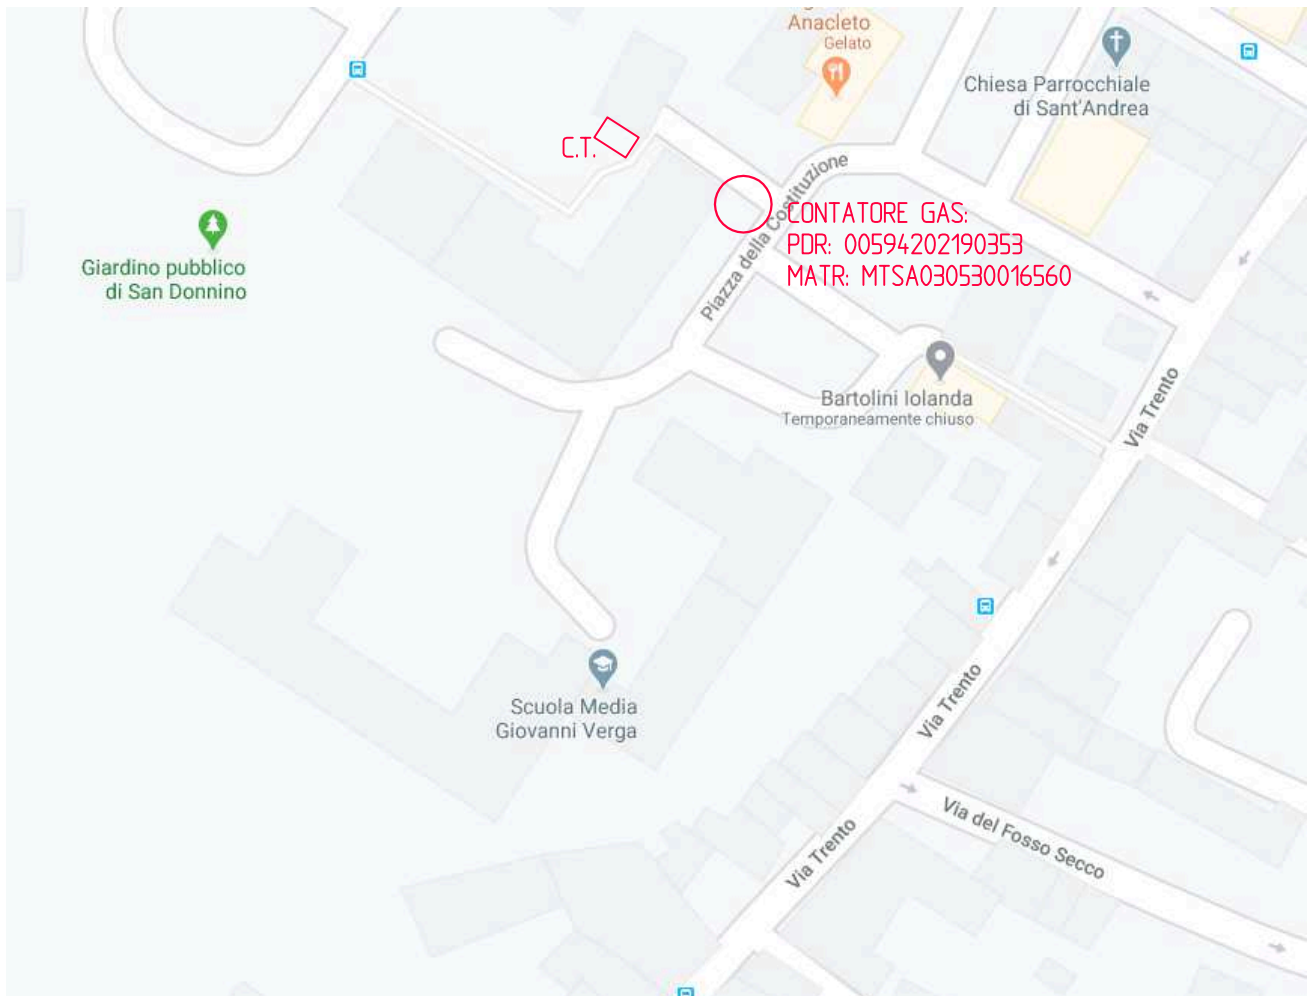 Anacleto
Gelato
Chiesa Parrocchiale
di Sant'Andrea
C.T.
Piazza della Costituzione
CONTATORE GAS:
PDR: 00594202190353
MATR: MTSA030530016560
Giardino pubblico
di San Donnino
Bartolini Iolanda
Temporaneamente chiuso
Via Trento
Scuola Media
Giovanni Verga
Via Trento
Via del Fosso Secco
Via Trento